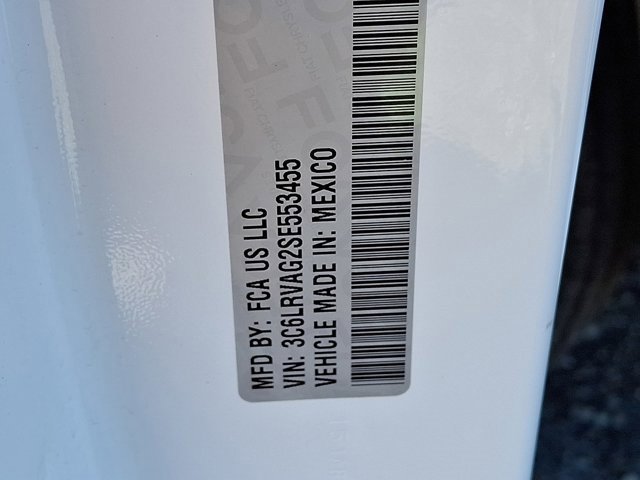 MFD BY: FCA US LLC
VIN: 3C6LRVAG2SE553455
VEHICLE MADE IN: MEXICO